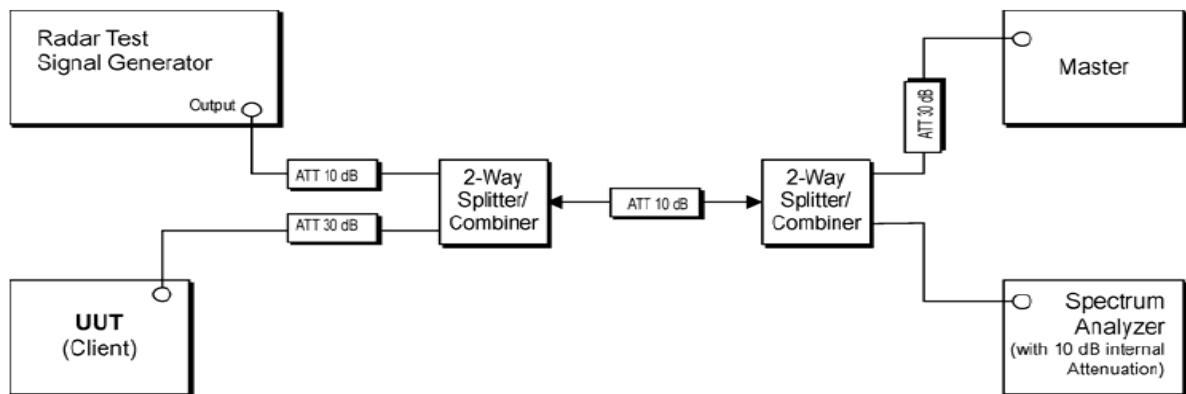 Radar Test
Signal Generator
Output
ATT 10 dB
2-Way
Splitter/
Combiner
ATT 30 dB
UUT
(Client)
ATT 10 dB
2-Way
Splitter/
Combiner
ATT 30 dB
Master
Spectrum
Analyzer
(with 10 dB internal
Attenuation)